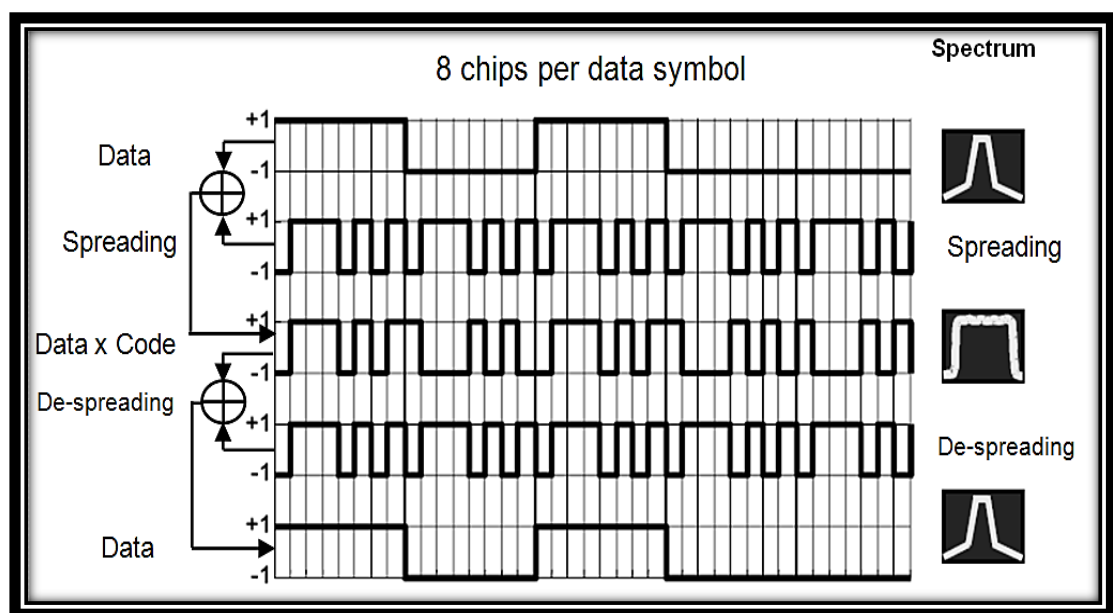 Spectrum
8 chips per data symbol
+1
Data
-1
+1
Spreading
Spreading
-1
+1
Data x Code
-1
De-spreading
+1
De-spreading
-1
+1
Data
-1